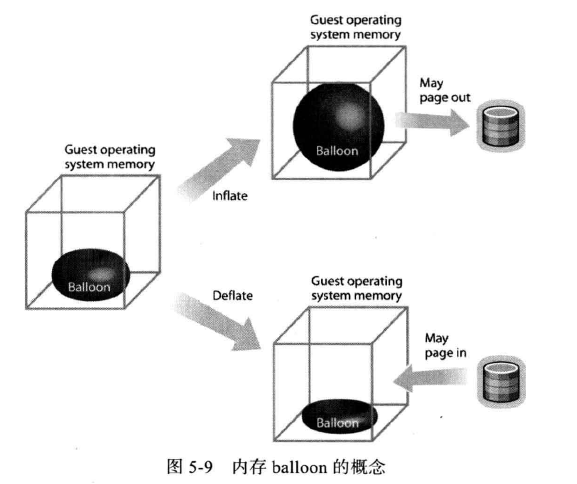 Guest operating
system memory
May
page out
Balloon
Guest operating
system memory
Inflate
Balloon
Deflate
Guest operating
system memory
May
page in
Balloon
图 5-9 内存 balloon 的概念